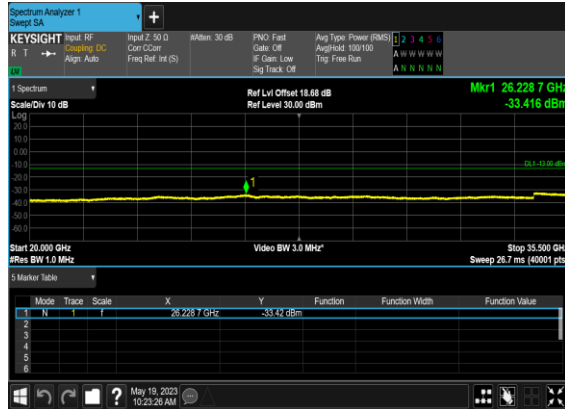 Spectrum Analyzer 1
Swept SA
+
KEYSIGHT Input: RF Input Z: 50 Ω #Atten: 30 dB PNO: Fast Avg Type: Power (RMS) 1 2 3 4 5 6
R T Coupling: DC Corr CCorr Gate: Off Avg|Hold: 100/100 A W W W W W
Align: Auto Freq Ref: Int (S) IF Gain: Low Trig: Free Run
Sig Track: Off A N N N N N
1 Spectrum Ref Lvl Offset 18.68 dB Mkr1 26.228 7 GHz
Scale/Div 10 dB Ref Level 30.00 dBm -33.416 dBm
Log
20.0
10.0
0.00
-10.0 DL1 -13.00 dBm
-20.0 1
-30.0
-40.0
-50.0
-60.0
Start 20.000 GHz Video BW 3.0 MHz* Stop 35.500 GHz
#Res BW 1.0 MHz Sweep 26.7 ms (40001 pts)
5 Marker Table
Mode Trace Scale X Y Function Function Width Function Value
1 N 1 f 26.228 7 GHz -33.42 dBm
2
3
4
5
6
? May 19, 2023
10:23:26 AM